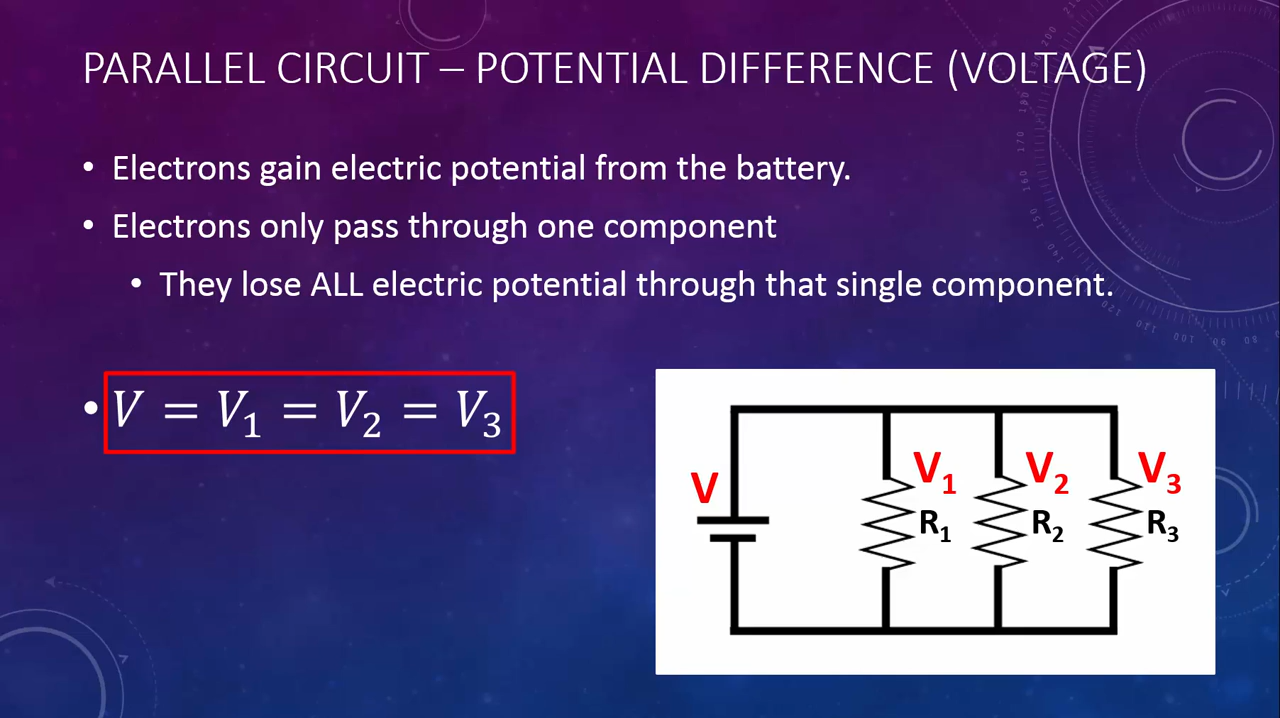 PARALLEL CIRCUIT – POTENTIAL DIFFERENCE (VOLTAGE)
• Electrons gain electric potential from the battery.
• Electrons only pass through one component
• They lose ALL electric potential through that single component.
• V = V₁ = V₂ = V₃
V
V₁
R₁
V₂
R₂
V₃
R₃